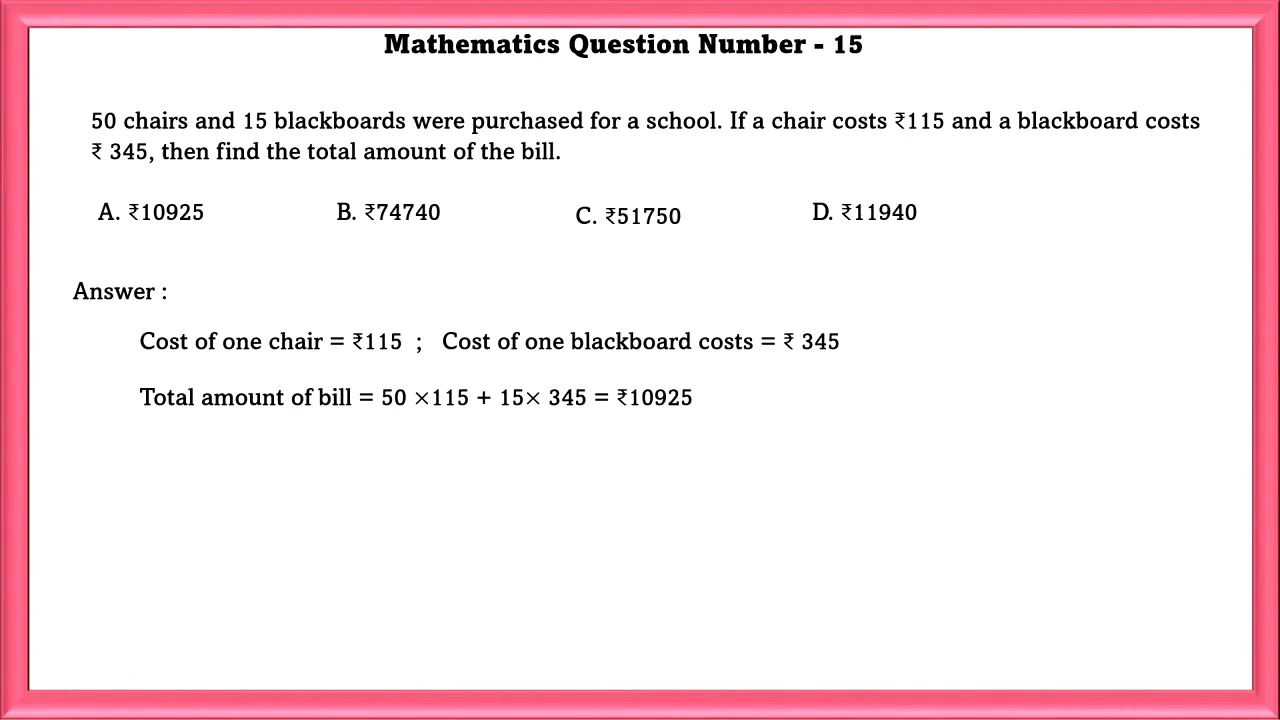 Mathematics Question Number - 15
50 chairs and 15 blackboards were purchased for a school. If a chair costs ₹115 and a blackboard costs
₹ 345, then find the total amount of the bill.
A. ₹10925 B. ₹74740 C. ₹51750 D. ₹11940
Answer :
Cost of one chair = ₹115 ; Cost of one blackboard costs = ₹ 345
Total amount of bill = 50 ×115 + 15× 345 = ₹10925